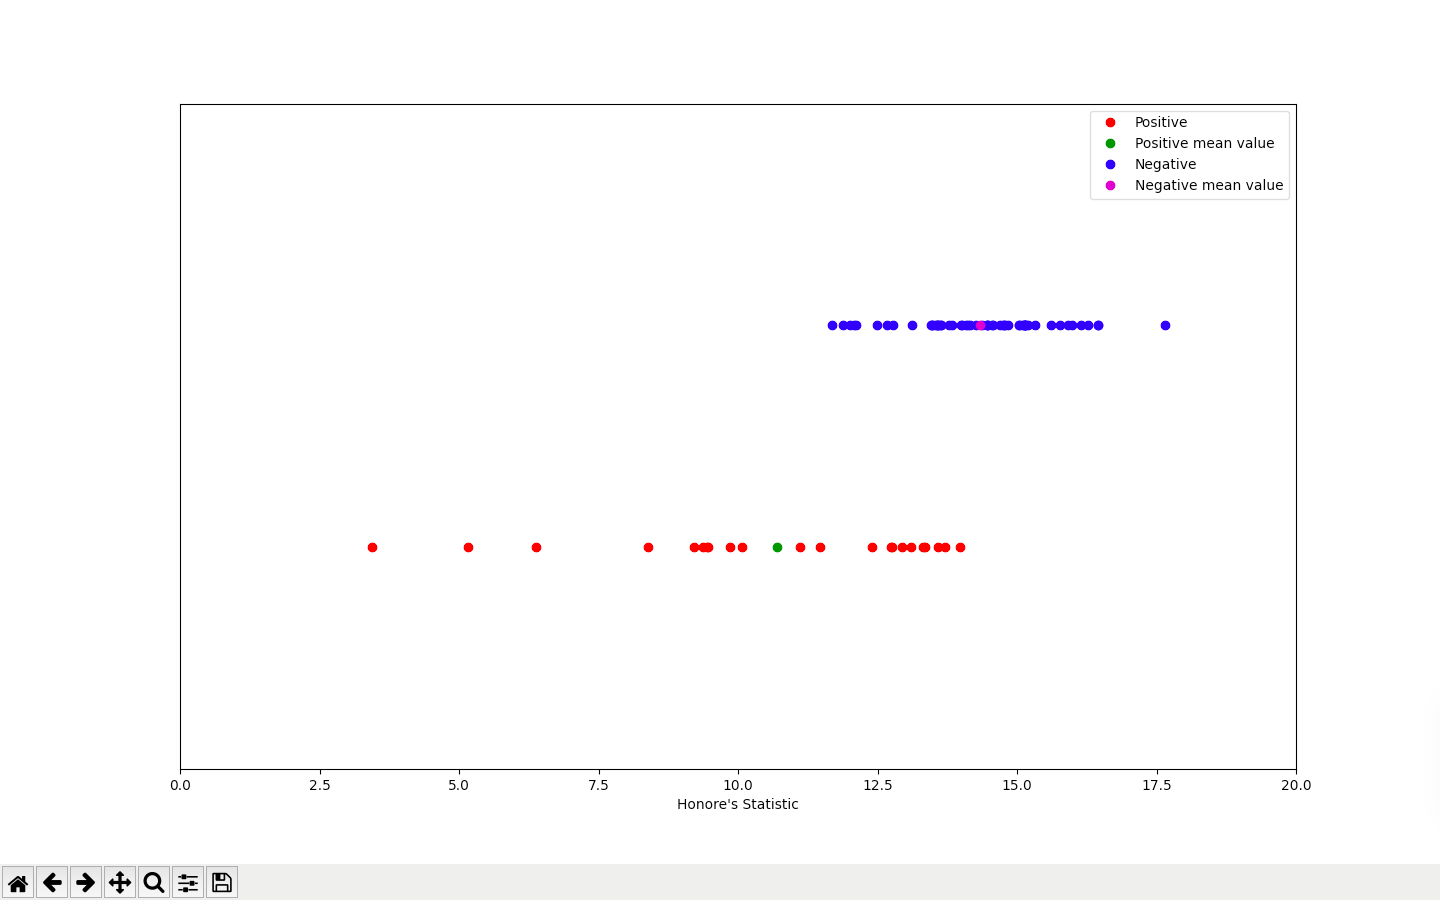 Positive
Positive mean value
Negative
Negative mean value
0.0 2.5 5.0 7.5 10.0 12.5 15.0 17.5 20.0
Honore's Statistic